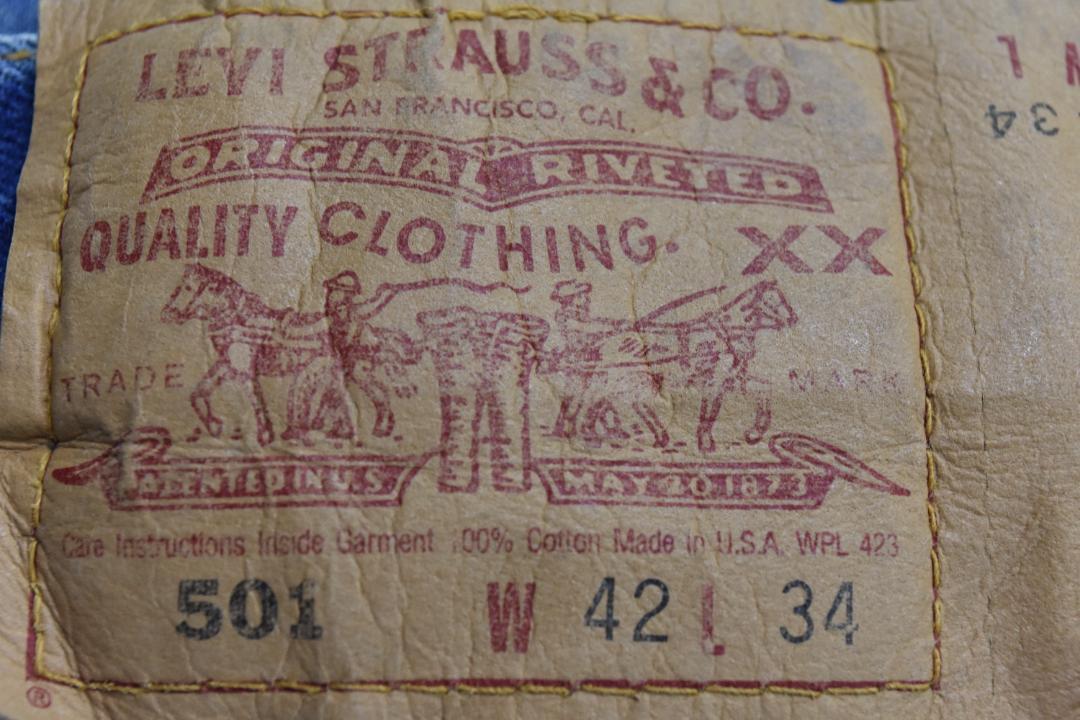 LEVI STRAUSS & CO.
SAN FRANCISCO, CAL.
ORIGINAL RIVETED
QUALITY CLOTHING. XX
TRADE MARK
PATENTED IN U.S. MAY 20 1873
Care Instructions Inside Garment 100% Cotton Made in U.S.A. WPL 423
501 W 42 L 34
®
34